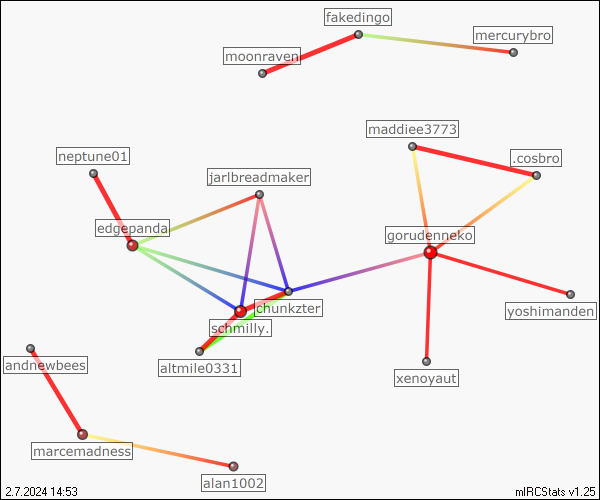 fakedingo
mercurybro
moonraven
maddiee3773
neptune01
.cosbro
jarlbreadmaker
edgepanda
gorudenneko
chunkzter
yoshimanden
schmilly.
andnewbees
altmile0331
xenoyaut
marcemadness
alan1002
2.7.2024 14:53
mIRCStats v1.25